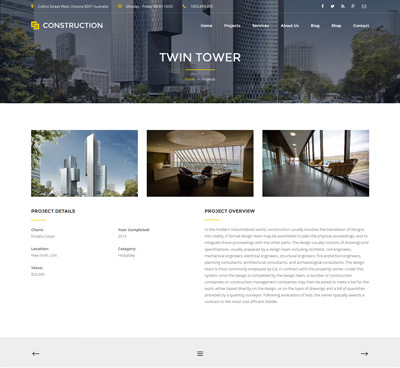 Collins Street West, Victoria 8007 Australia
Monday - Friday 09:00-18:00
CONSTRUCTION
Home Projects Services About Us Blog Shop Contact
TWIN TOWER
Home Projects
PROJECT DETAILS
Client:
Year Completed:
2015
Location:
New York, USA
Category:
Hospitality
Value:
$25,000
PROJECT OVERVIEW
In the modern industrialized world, construction usually involves the translation of designs
into reality. A formal design team may be assembled to plan the physical proceedings, and to
integrate those proceedings with the other parts. The design usually consists of drawings and
specifications, usually prepared by a design team including Architect, civil engineers,
mechanical engineers, electrical engineers, structural engineers, fire protection engineers,
planning consultants, architectural consultants, and archaeological consultants. The design
team is most commonly employed by (i.e. in contract with) the property owner. Under this
system, once the design is completed by the design team, a number of construction
companies or construction management companies may then be asked to make a bid for the
work, either based directly on the design, or on the basis of drawings and a bill of quantities
provided by a quantity surveyor. Following evaluation of bids, the owner typically awards a
contract to the most cost efficient bidder.